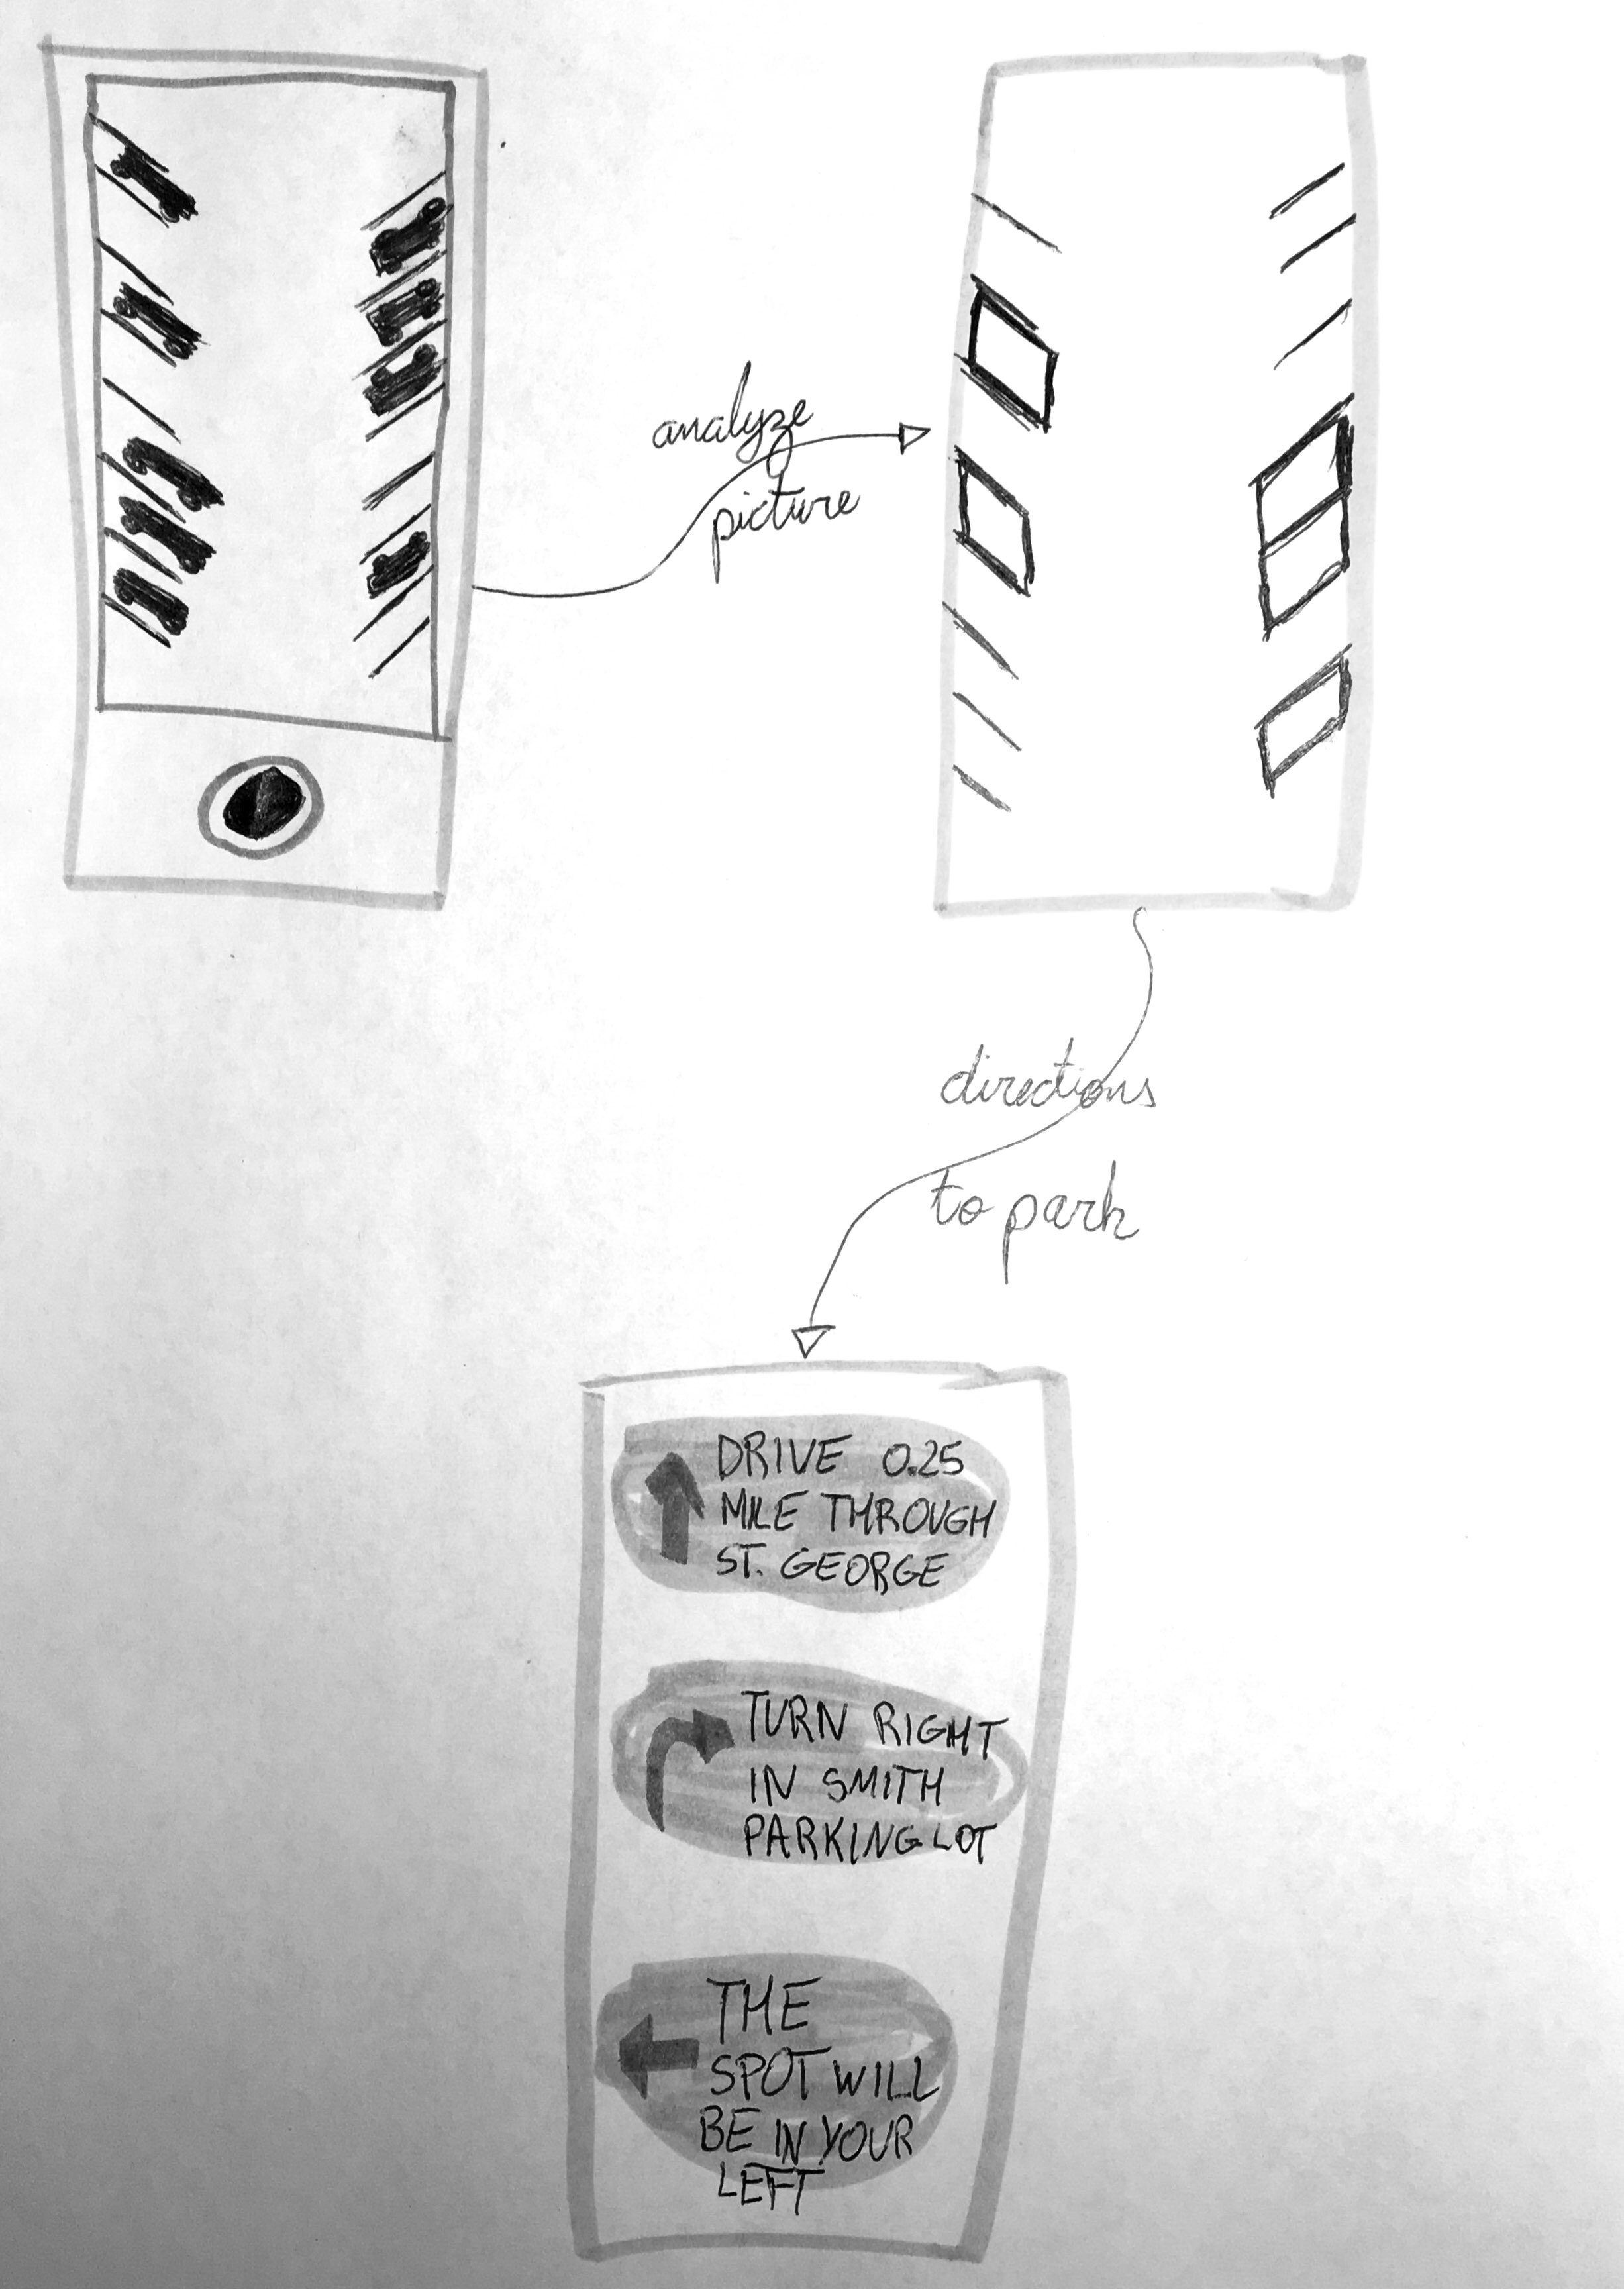 analyze
picture
directions
to park
DRIVE 0.25
MILE THROUGH
ST. GEORGE
TURN RIGHT
IN SMITH
PARKING LOT
THE
SPOT WILL
BE IN YOUR
LEFT